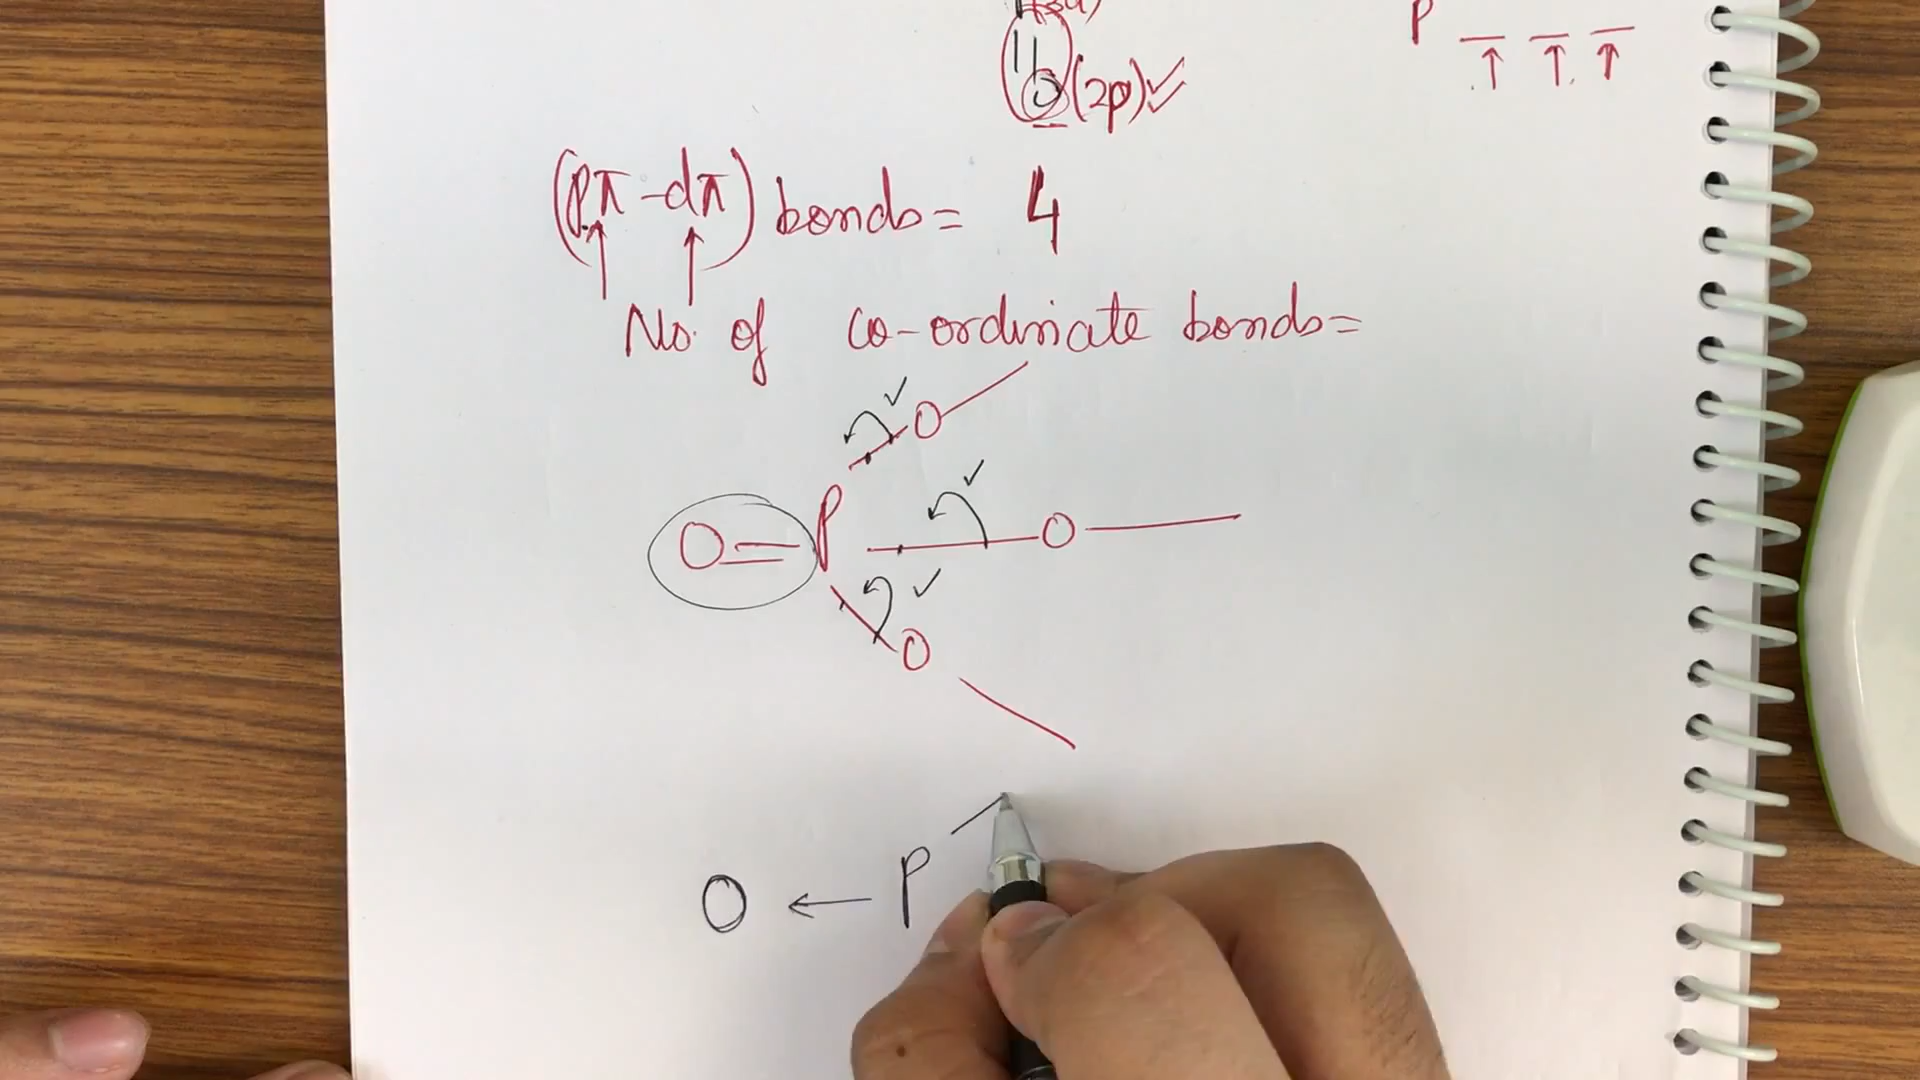 P
O (2p)
(pπ-dπ) bonds = 4
No. of co-ordinate bonds=
O
O=P O
O
O ← P